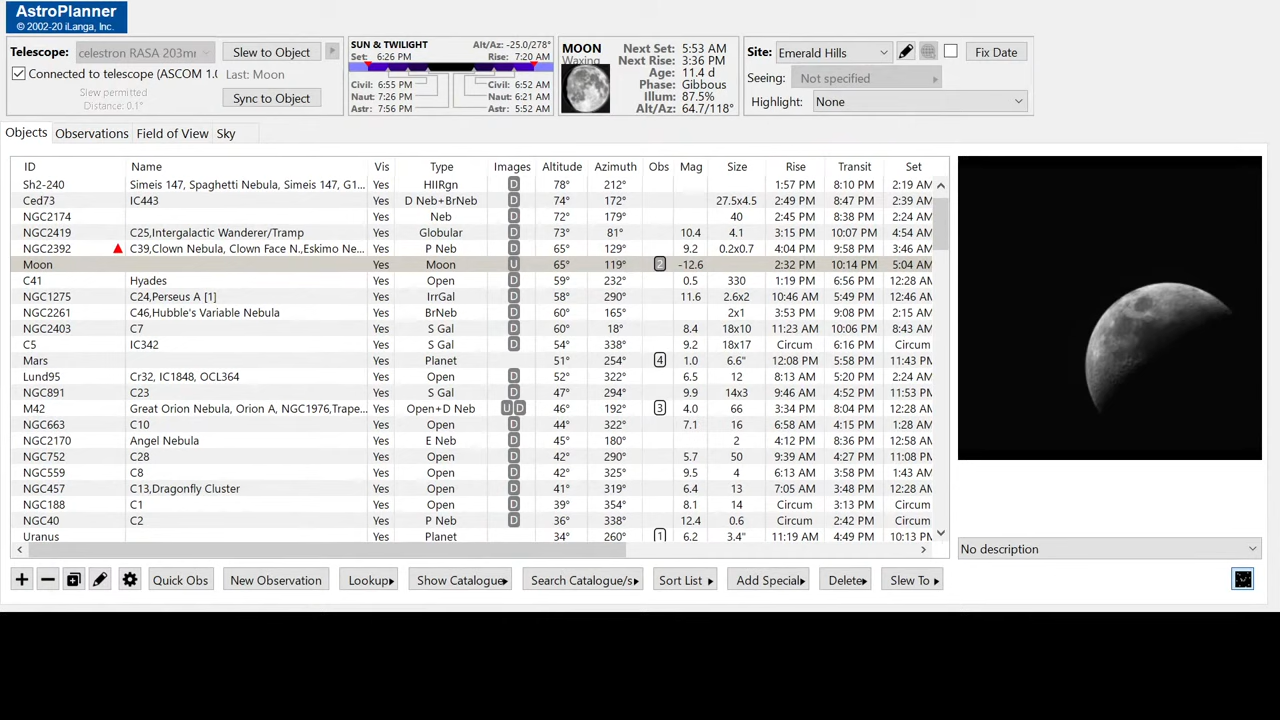 AstroPlanner
© 2002-20 iLanga, Inc.
Telescope: celestron RASA 203mr Slew to Object
Connected to telescope (ASCOM 1.0 Last: Moon
Slew permitted
Distance: 0.1° Sync to Object
SUN & TWILIGHT Alt/Az: -25.0/278°
Set: 6:26 PM Rise: 7:20 AM
Civil: 6:55 PM Civil: 6:52 AM
Naut: 7:26 PM Naut: 6:21 AM
Astr: 7:56 PM Astr: 5:52 AM
MOON Next Set: 5:53 AM
Waxing Next Rise: 3:36 PM
Age: 11.4 d
Phase: Gibbous
Illum: 87.5%
Alt/Az: 64.7/118°
Site: Emerald Hills Fix Date
Seeing: Not specified
Highlight: None
Objects Observations Field of View Sky
ID Name Vis Type Images Altitude Azimuth Obs Mag Size Rise Transit Set
Sh2-240 Simeis 147, Spaghetti Nebula, Simeis 147, G1... Yes HIIRgn D 78° 212° 1:57 PM 8:10 PM 2:19 AM
Ced73 IC443 Yes D Neb+BrNeb D 74° 172° 27.5x4.5 2:49 PM 8:47 PM 2:39 AM
NGC2174 Yes Neb D 72° 179° 40 2:45 PM 8:38 PM 2:24 AM
NGC2419 C25,Intergalactic Wanderer/Tramp Yes Globular D 73° 81° 10.4 4.1 3:15 PM 10:07 PM 4:54 AM
NGC2392 C39,Clown Nebula, Clown Face N.,Eskimo Ne... Yes P Neb D 65° 129° 9.2 0.2x0.7 4:04 PM 9:58 PM 3:46 AM
Moon Yes Moon U 65° 119° 2 -12.6 2:32 PM 10:14 PM 5:04 AM
C41 Hyades Yes Open D 59° 232° 0.5 330 1:19 PM 6:56 PM 12:28 AM
NGC1275 C24,Perseus A [1] Yes IrrGal D 58° 290° 11.6 2.6x2 10:46 AM 5:49 PM 12:46 AM
NGC2261 C46,Hubble's Variable Nebula Yes BrNeb D 60° 165° 2x1 3:53 PM 9:08 PM 2:15 AM
NGC2403 C7 Yes S Gal D 60° 18° 8.4 18x10 11:23 AM 10:06 PM 8:43 AM
C5 IC342 Yes S Gal D 54° 338° 9.2 18x17 Circum 6:16 PM Circum
Mars Yes Planet 51° 254° 4 1.0 6.6" 12:08 PM 5:58 PM 11:43 PM
Lund95 Cr32, IC1848, OCL364 Yes Open D 52° 322° 6.5 12 8:13 AM 5:20 PM 2:24 AM
NGC891 C23 Yes S Gal D 47° 294° 9.9 14x3 9:46 AM 4:52 PM 11:53 PM
M42 Great Orion Nebula, Orion A, NGC1976,Trape... Yes Open+D Neb U D 46° 192° 3 4.0 66 3:34 PM 8:04 PM 12:28 AM
NGC663 C10 Yes Open D 44° 322° 7.1 16 6:58 AM 4:15 PM 1:28 AM
NGC2170 Angel Nebula Yes E Neb D 45° 180° 2 4:12 PM 8:36 PM 12:58 AM
NGC752 C28 Yes Open D 42° 290° 5.7 50 9:39 AM 4:27 PM 11:08 PM
NGC559 C8 Yes Open D 42° 325° 9.5 4 6:13 AM 3:58 PM 1:43 AM
NGC457 C13,Dragonfly Cluster Yes Open D 41° 319° 6.4 13 7:05 AM 3:48 PM 12:28 AM
NGC188 C1 Yes Open D 39° 354° 8.1 14 Circum 3:13 PM Circum
NGC40 C2 Yes P Neb D 36° 338° 12.4 0.6 Circum 2:42 PM Circum
Uranus Yes Planet 34° 260° 1 6.2 3.4" 11:19 AM 4:49 PM 10:13 PM
No description
Quick Obs New Observation Lookup Show Catalogue Search Catalogue/s Sort List Add Special Delete Slew To